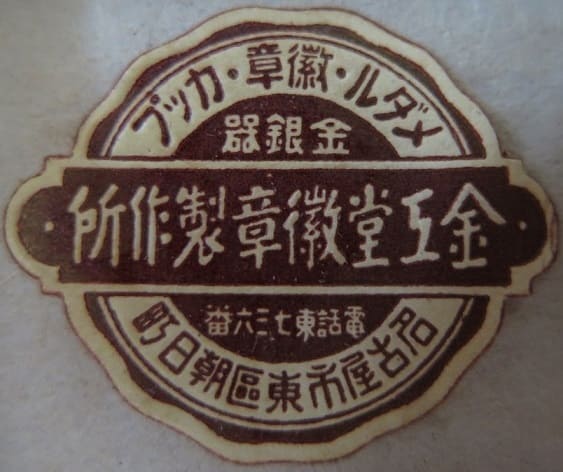 メダル・徽章・カップ
金銀器
金工堂徽章製作所
電話東七三六番
名古屋市東區朝日町